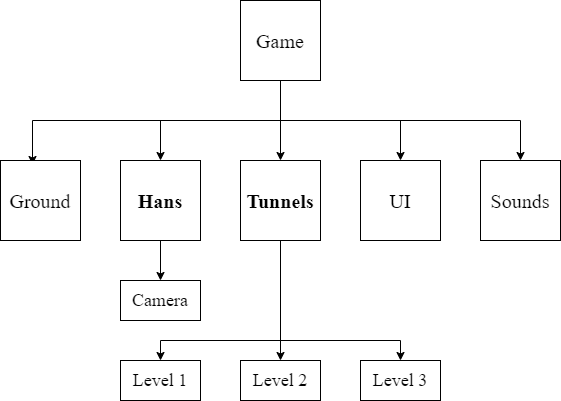 Game
Ground
Hans
Tunnels
UI
Sounds
Camera
Level 1
Level 2
Level 3